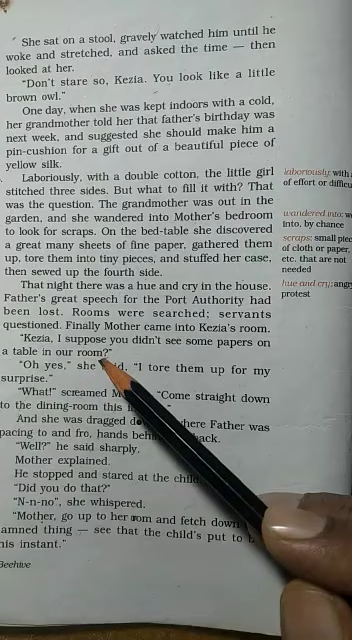 She sat on a stool, gravely watched him until he
woke and stretched, and asked the time — then
looked at her.
“Don't stare so, Kezia. You look like a little
brown owl.”
One day, when she was kept indoors with a cold,
her grandmother told her that father's birthday was
next week, and suggested she should make him a
pin-cushion for a gift out of a beautiful piece of
yellow silk.
Laboriously, with a double cotton, the little girl
stitched three sides. But what to fill it with? That
was the question. The grandmother was out in the
garden, and she wandered into Mother's bedroom
to look for scraps. On the bed-table she discovered
a great many sheets of fine paper, gathered them
up, tore them into tiny pieces, and stuffed her case,
then sewed up the fourth side.
That night there was a hue and cry in the house.
Father's great speech for the Port Authority had
been lost. Rooms were searched; servants
questioned. Finally Mother came into Kezia's room.
“Kezia, I suppose you didn't see some papers on
a table in our room?”
“Oh yes,” she “I tore them up for my
surprise.”
“What!” screamed “Come straight down
to the dining-room this
And she was dragged where Father was
pacing to and fro, hands back.
“Well?” he said sharply.
Mother explained.
He stopped and stared at the child
“Did you do that?”
“N-n-no”, she whispered.
“Mother, go up to her and fetch down
thing — see that the child's put to
instant.”
Beehive
laboriously: with
of effort or
wandered into:
into, by chance
scraps: small
of cloth or paper,
etc. that are not
needed
hue and cry: angry
protest